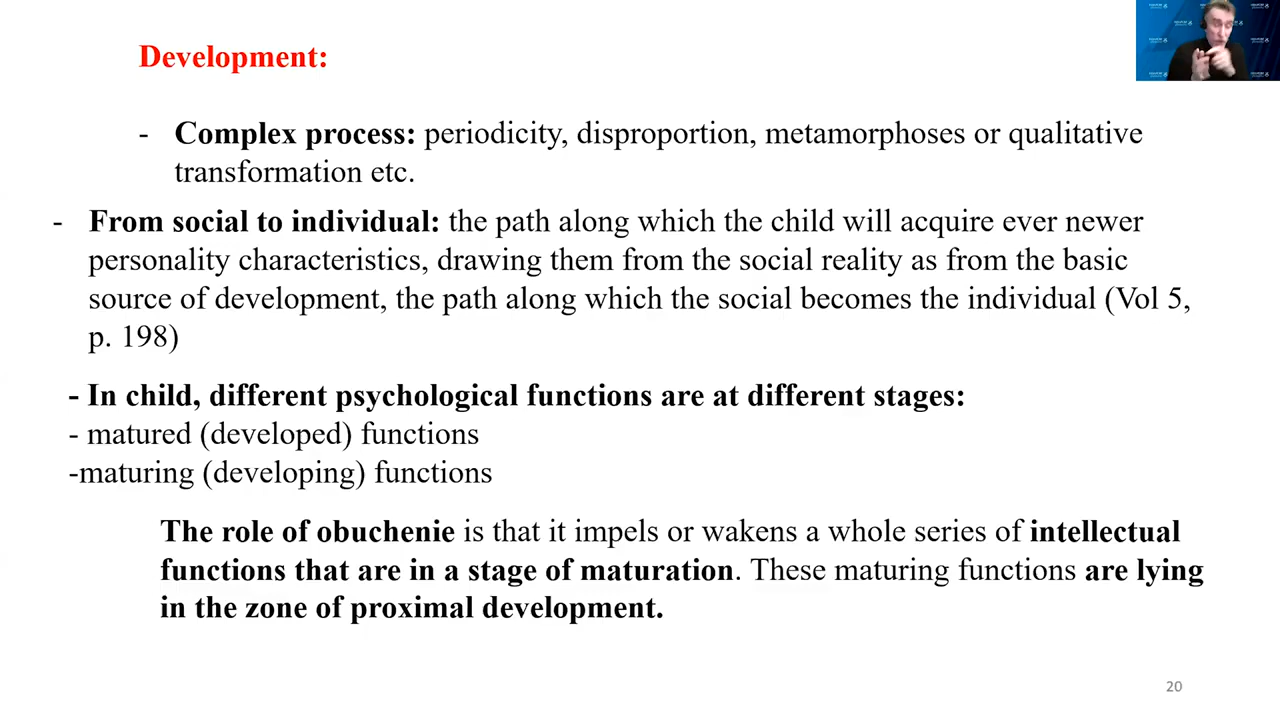 Development:
- Complex process: periodicity, disproportion, metamorphoses or qualitative
transformation etc.
- From social to individual: the path along which the child will acquire ever newer
personality characteristics, drawing them from the social reality as from the basic
source of development, the path along which the social becomes the individual (Vol 5,
p. 198)
- In child, different psychological functions are at different stages:
- matured (developed) functions
-maturing (developing) functions
The role of obuchenie is that it impels or wakens a whole series of intellectual
functions that are in a stage of maturation. These maturing functions are lying
in the zone of proximal development.
20